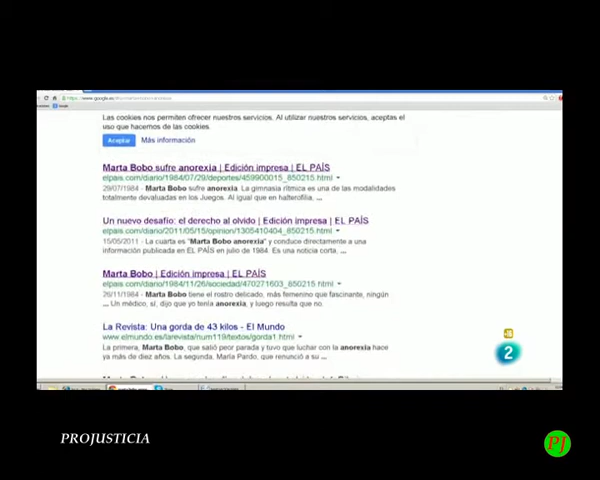 Las cookies nos permiten ofrecer nuestros servicios. Al utilizar nuestros servicios, aceptas el
uso que hacemos de las cookies.
Aceptar Más información
Marta Bobo sufre anorexia | Edición impresa | EL PAÍS
elpais.com/diario/1984/07/29/deportes/459900015_850215.html
29/07/1984 - Marta Bobo sufre anorexia. La gimnasia rítmica es una de las modalidades
totalmente devaluadas en los Juegos. Al igual que en halterofilia, ...
Un nuevo desafío: el derecho al olvido | Edición impresa | EL PAÍS
elpais.com/diario/2011/05/15/opinion/1305410404_850215.html
15/05/2011 - La cuarta es "Marta Bobo anorexia" y conduce directamente a una
información publicada en EL PAÍS en julio de 1984. Es una noticia corta, ...
Marta Bobo | Edición impresa | EL PAÍS
elpais.com/diario/1984/11/26/sociedad/470271603_850215.html
26/11/1984 - Marta Bobo tiene el rostro delicado, más femenino que fascinante, ningún
... Un médico, sí, dijo que yo tenía anorexia, y luego resulta que no.
La Revista: Una gorda de 43 kilos - El Mundo
www.elmundo.es/larevista/num119/textos/gorda1.html
La primera, Marta Bobo, que salió peor parada y tuvo que luchar con la anorexia hace
ya más de diez años. La segunda, María Pardo, que renunció a su ...
2
PROJUSTICIA
PJ